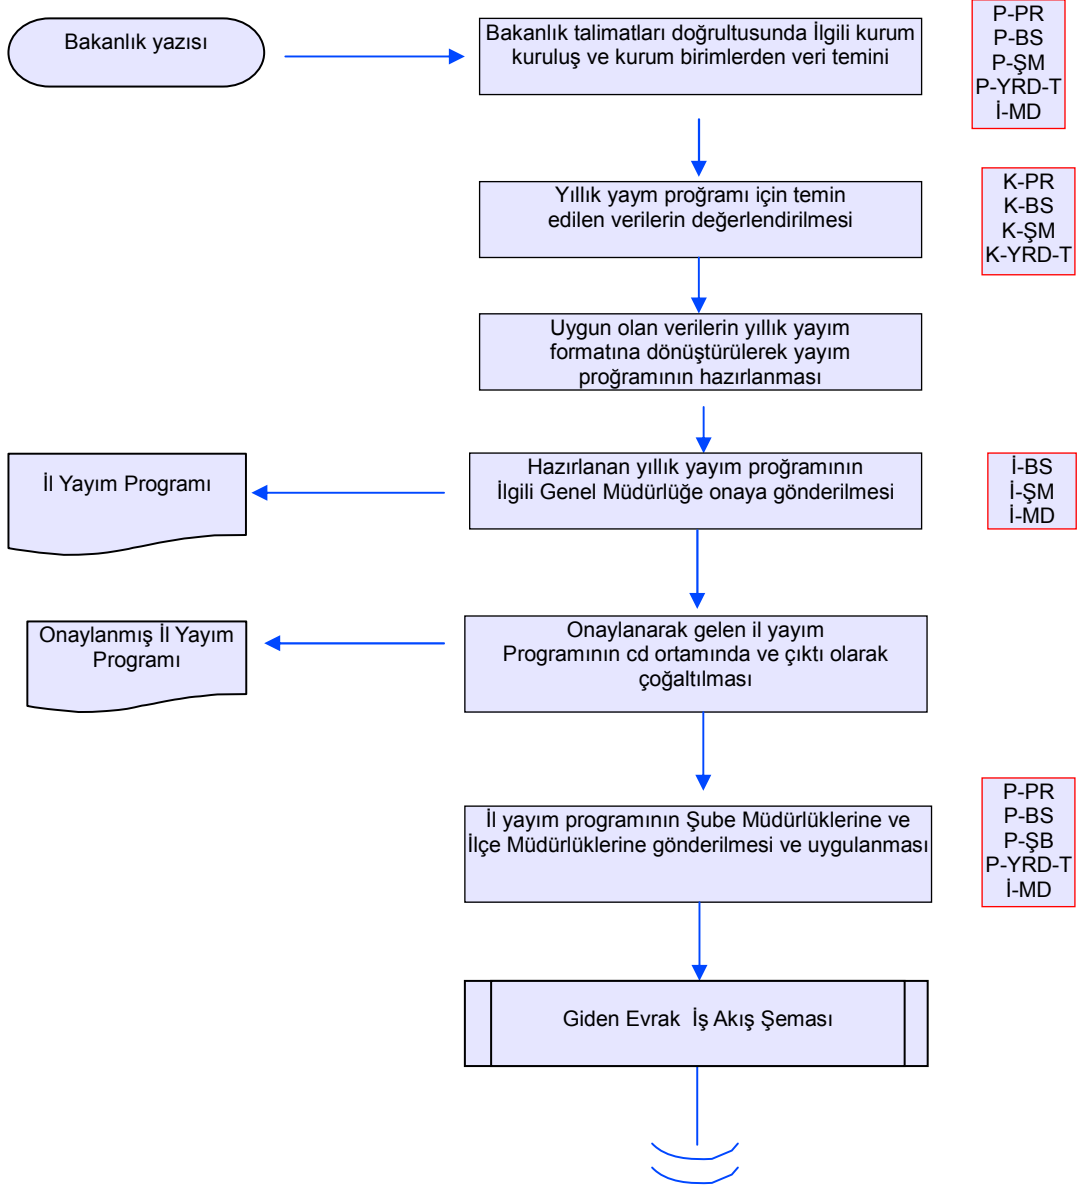 Bakanlık yazısı
Bakanlık talimatları doğrultusunda İlgili kurum
kuruluş ve kurum birimlerden veri temini
P-PR
P-BS
P-ŞM
P-YRD-T
İ-MD
Yıllık yaym proğramı için temin
edilen verilerin değerlendirilmesi
K-PR
K-BS
K-ŞM
K-YRD-T
Uygun olan verilerin yıllık yayım
formatına dönüştürülerek yayım
proğramının hazırlanması
İl Yayım Programı
Hazırlanan yıllık yayım proğramının
İlgili Genel Müdürlüğe onaya gönderilmesi
İ-BS
İ-ŞM
İ-MD
Onaylanmış İl Yayım
Programı
Onaylanarak gelen il yayım
Programının cd ortamında ve çıktı olarak
çoğaltılması
İl yayım programının Şube Müdürlüklerine ve
İlçe Müdürlüklerine gönderilmesi ve uygulanması
P-PR
P-BS
P-ŞB
P-YRD-T
İ-MD
Giden Evrak İş Akış Şeması